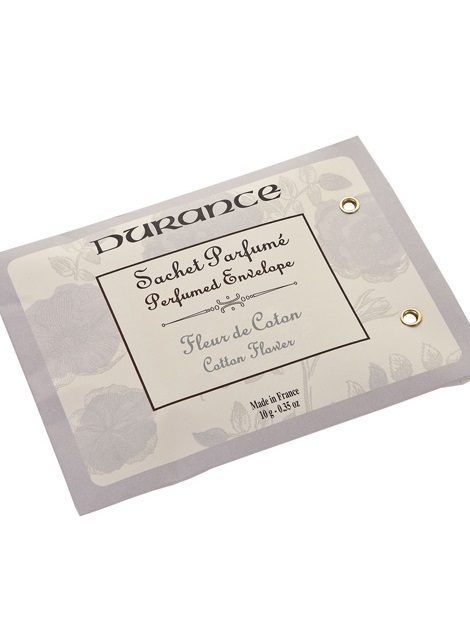 DURANCE
Sachet Parfumé
Perfumed Envelope
Fleur de Coton
Cotton Flower
Made in France
10 g - 0.35 oz